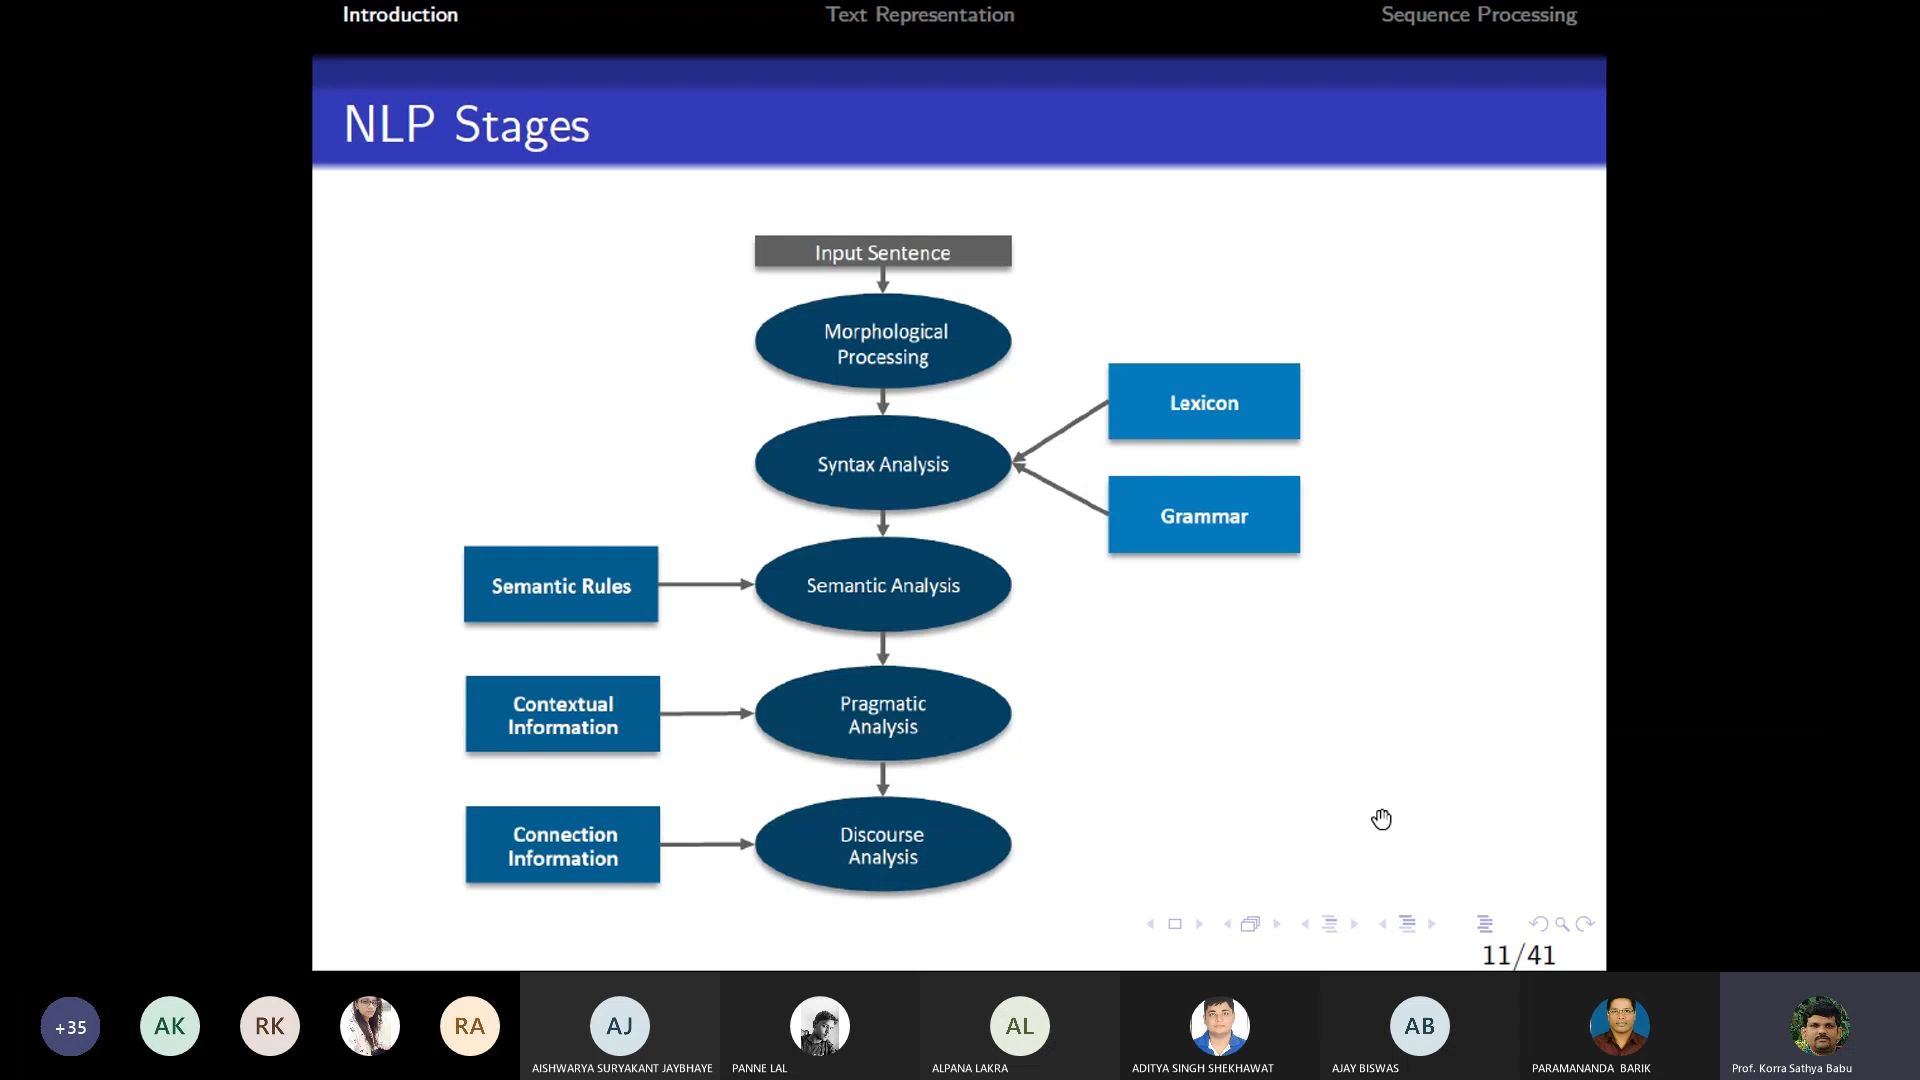 Introduction
Text Representation
Sequence Processing
NLP Stages
Input Sentence
Morphological
Processing
Lexicon
Syntax Analysis
Grammar
Semantic Rules
Semantic Analysis
Contextual
Information
Pragmatic
Analysis
Connection
Information
Discourse
Analysis
11/41
+35
AK
RK
RA
AJ
AL
AB
AISHWARYA SURYAKANT JAYBHAYE
PANNE LAL
ALPANA LAKRA
ADITYA SINGH SHEKHAWAT
AJAY BISWAS
PARAMANANDA BARIK
Prof. Korra Sathya Babu